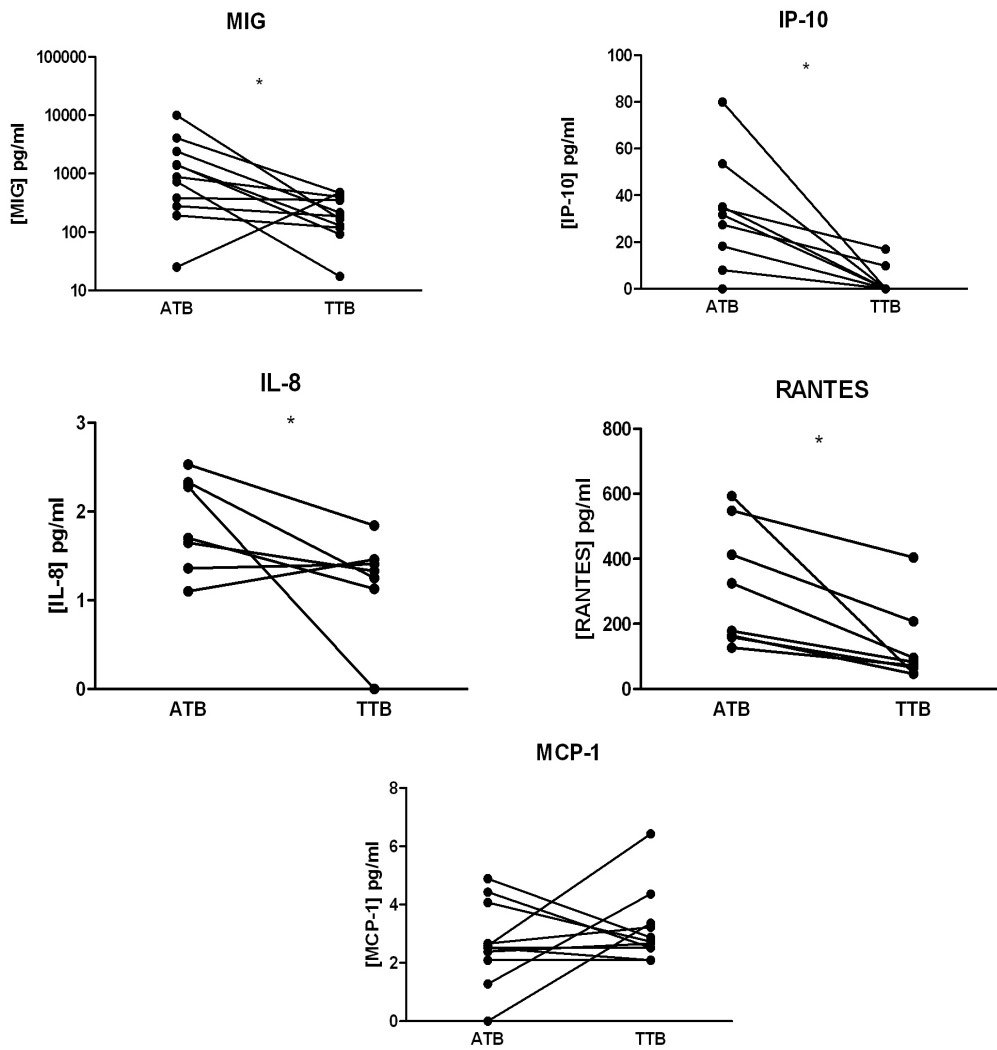 MIG
100000
10000
1000
100
10
[MIG] pg/ml
*
ATB TTB
IP-10
100
80
60
40
20
0
[IP-10] pg/ml
*
ATB TTB
IL-8
3
2
1
0
[IL-8] pg/ml
*
ATB TTB
RANTES
800
600
400
200
0
[RANTES] pg/ml
*
ATB TTB
MCP-1
8
6
4
2
0
[MCP-1] pg/ml
ATB TTB